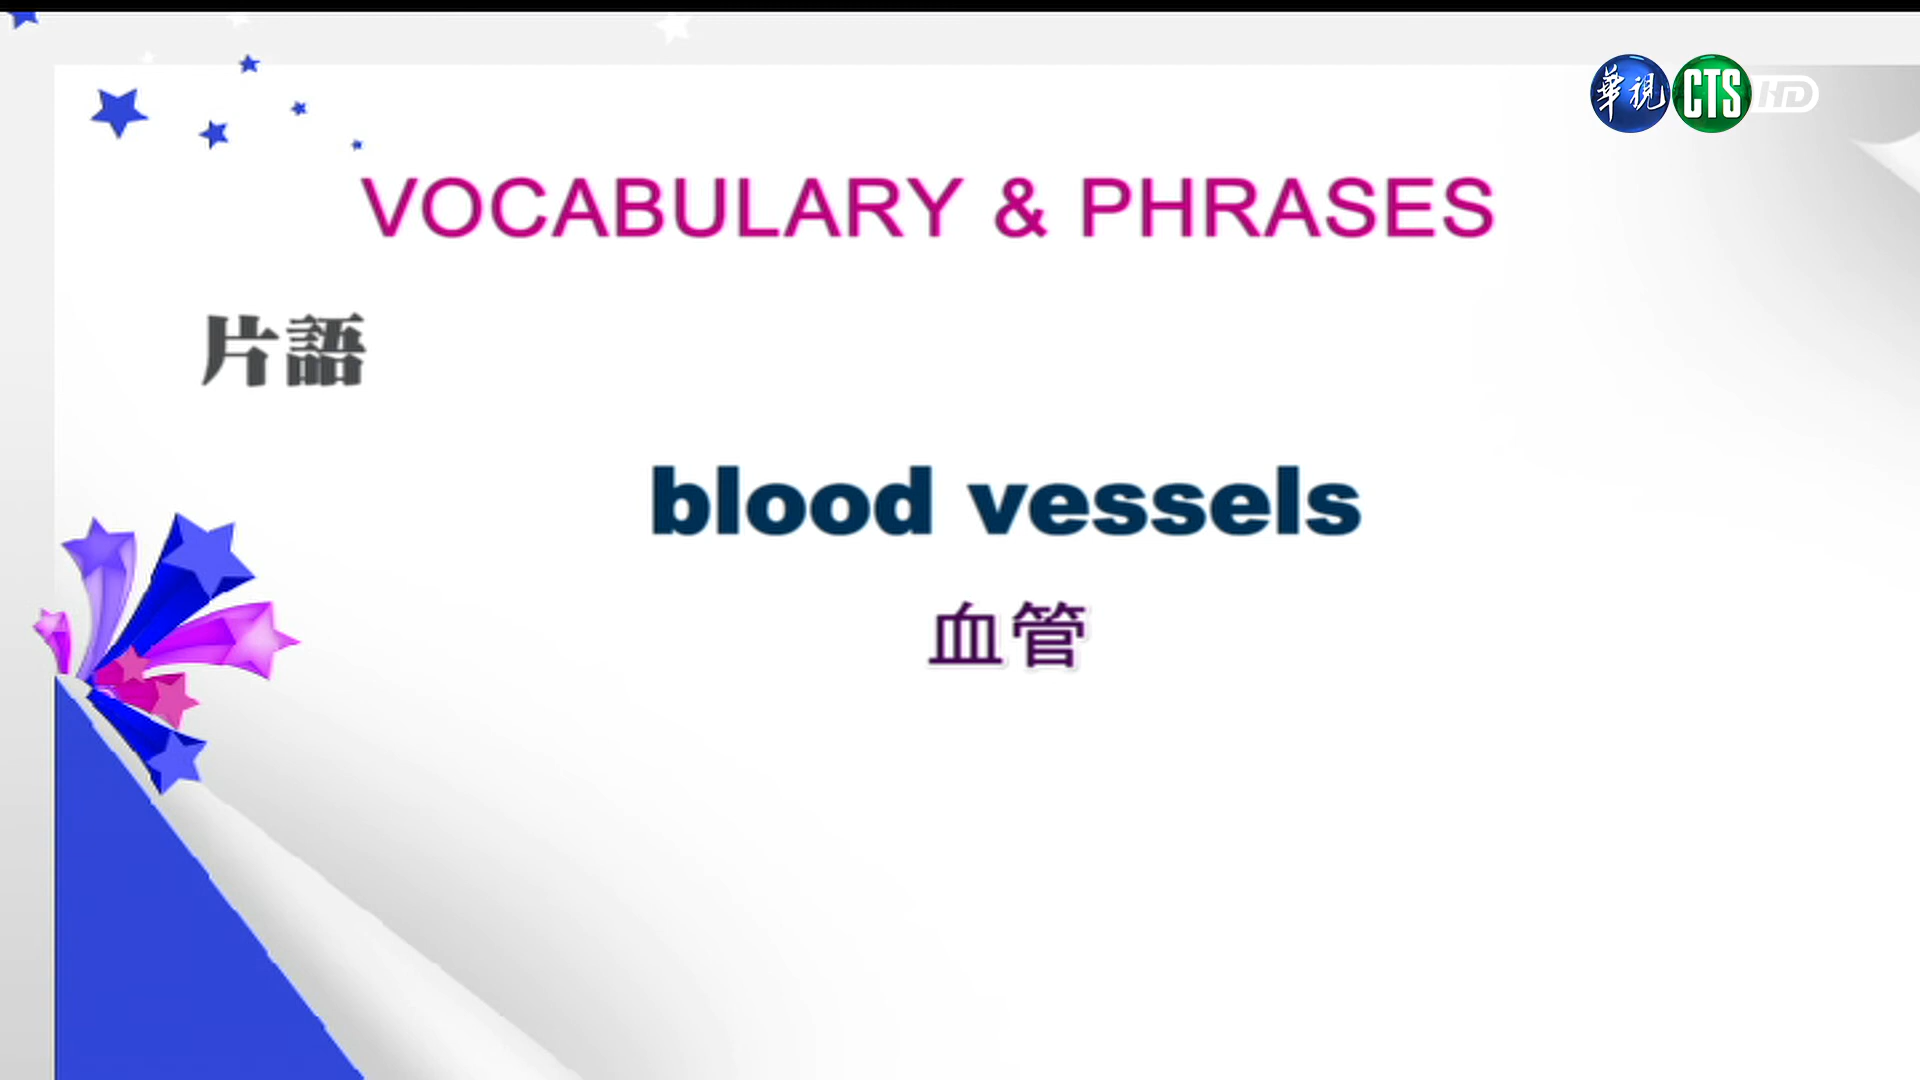 華視 CTS HD
VOCABULARY & PHRASES
片語
blood vessels
血管